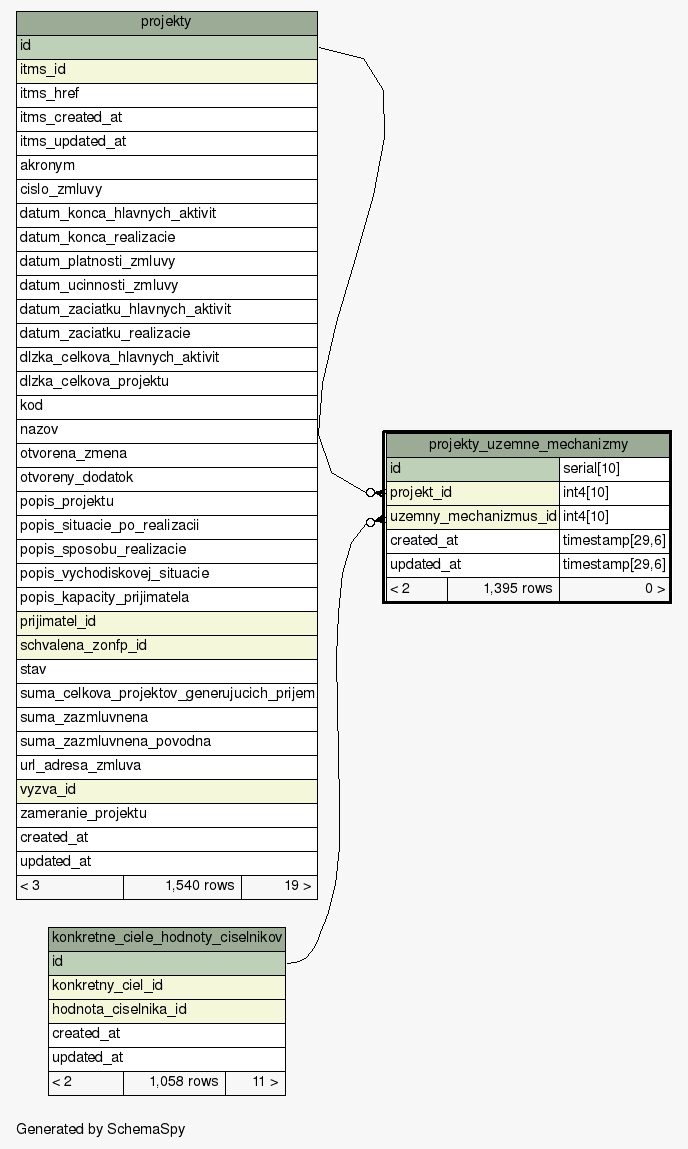 projekty
id
itms_id
itms_href
itms_created_at
itms_updated_at
akronym
cislo_zmluvy
datum_konca_hlavnych_aktivit
datum_konca_realizacie
datum_platnosti_zmluvy
datum_ucinnosti_zmluvy
datum_zaciatku_hlavnych_aktivit
datum_zaciatku_realizacie
dlzka_celkova_hlavnych_aktivit
dlzka_celkova_projektu
kod
nazov
otvorena_zmena
otvoreny_dodatok
popis_projektu
popis_situacie_po_realizacii
popis_sposobu_realizacie
popis_vychodiskovej_situacie
popis_kapacity_prijimatela
prijimatel_id
schvalena_zonfp_id
stav
suma_celkova_projektov_generujucich_prijem
suma_zazmluvnena
suma_zazmluvnena_povodna
url_adresa_zmluva
vyzva_id
zameranie_projektu
created_at
updated_at
< 3 1,540 rows 19 >
projekty_uzemne_mechanizmy
id serial[10]
projekt_id int4[10]
uzemny_mechanizmus_id int4[10]
created_at timestamp[29,6]
updated_at timestamp[29,6]
< 2 1,395 rows 0 >
konkretne_ciele_hodnoty_ciselnikov
id
konkretny_ciel_id
hodnota_ciselnika_id
created_at
updated_at
< 2 1,058 rows 11 >
Generated by SchemaSpy